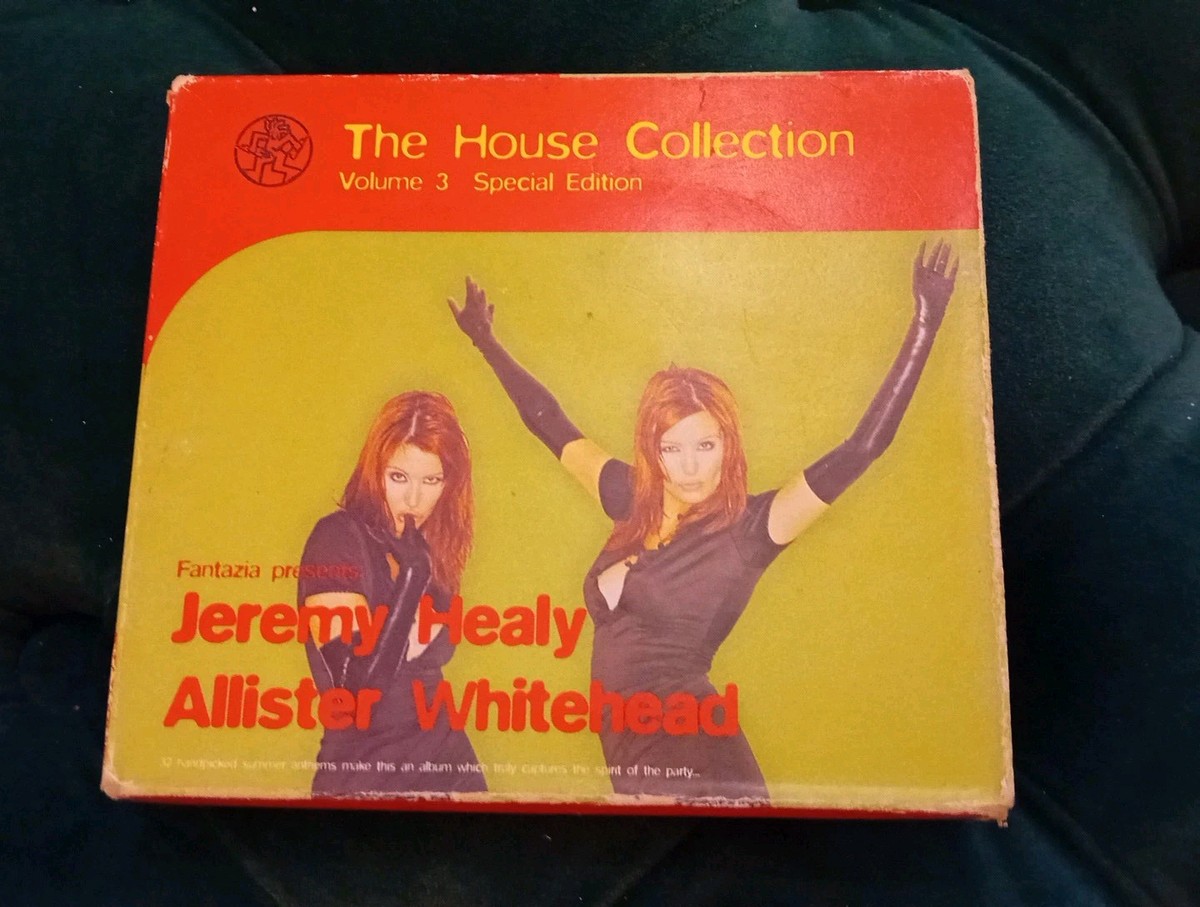 The House Collection
Volume 3 Special Edition
Fantazia presents
Jeremy Healy
Allister Whitehead
32 handpicked summer anthems make this an album which truly captures the spirit of the party...